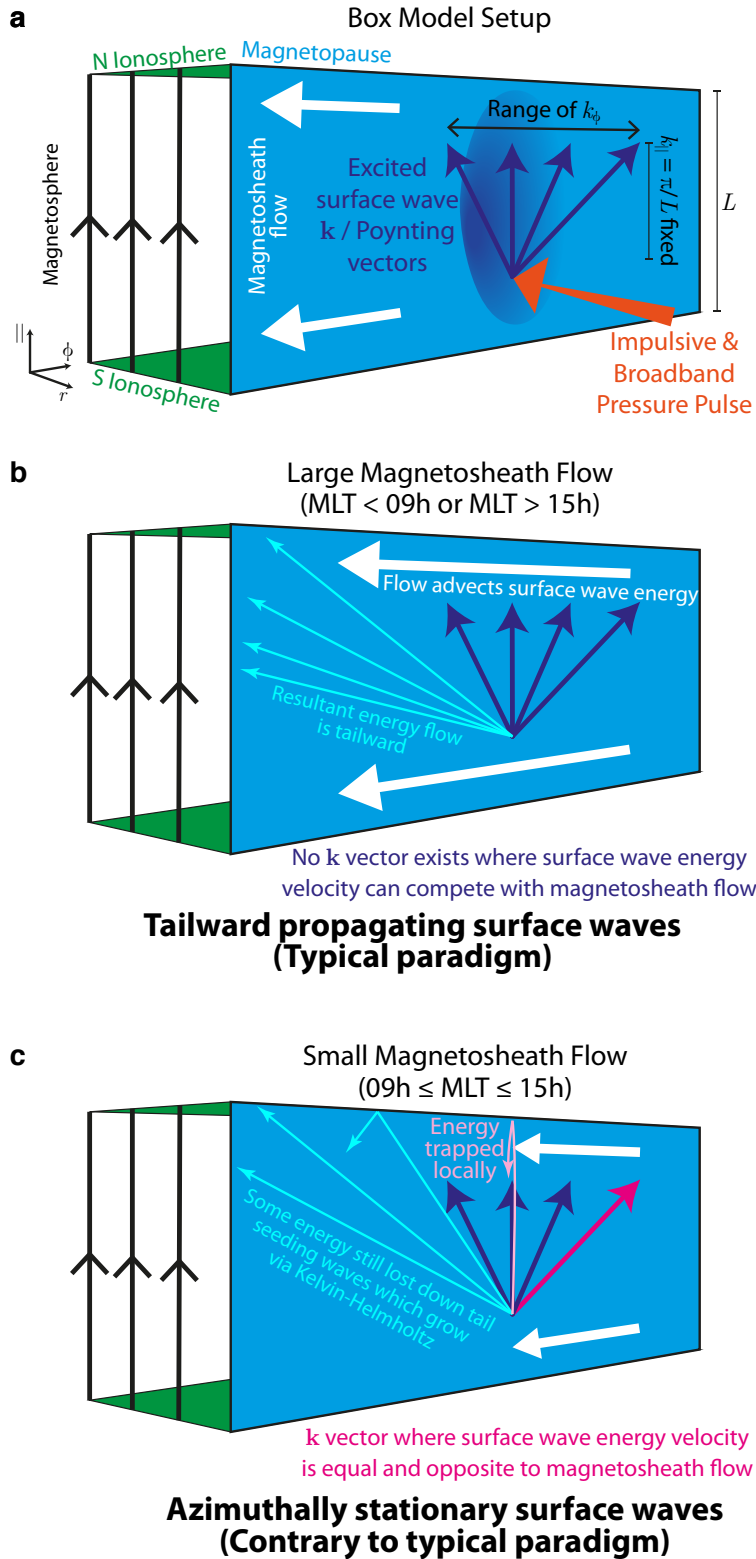 a
Box Model Setup
N Ionosphere
Magnetopause
Magnetosphere
Magnetosheath
flow
Range of kϕ
Excited
surface wave
k / Poynting
vectors
k|| = π/L fixed
L
||
ϕ
r
S Ionosphere
Impulsive &
Broadband
Pressure Pulse
b
Large Magnetosheath Flow
(MLT < 09h or MLT > 15h)
Flow advects surface wave energy
Resultant energy flow
is tailward
No k vector exists where surface wave energy
velocity can compete with magnetosheath flow
Tailward propagating surface waves
(Typical paradigm)
c
Small Magnetosheath Flow
(09h ≤ MLT ≤ 15h)
Energy
trapped
locally
Some energy still lost down tail
seeding waves which grow
via Kelvin-Helmholtz
k vector where surface wave energy velocity
is equal and opposite to magnetosheath flow
Azimuthally stationary surface waves
(Contrary to typical paradigm)